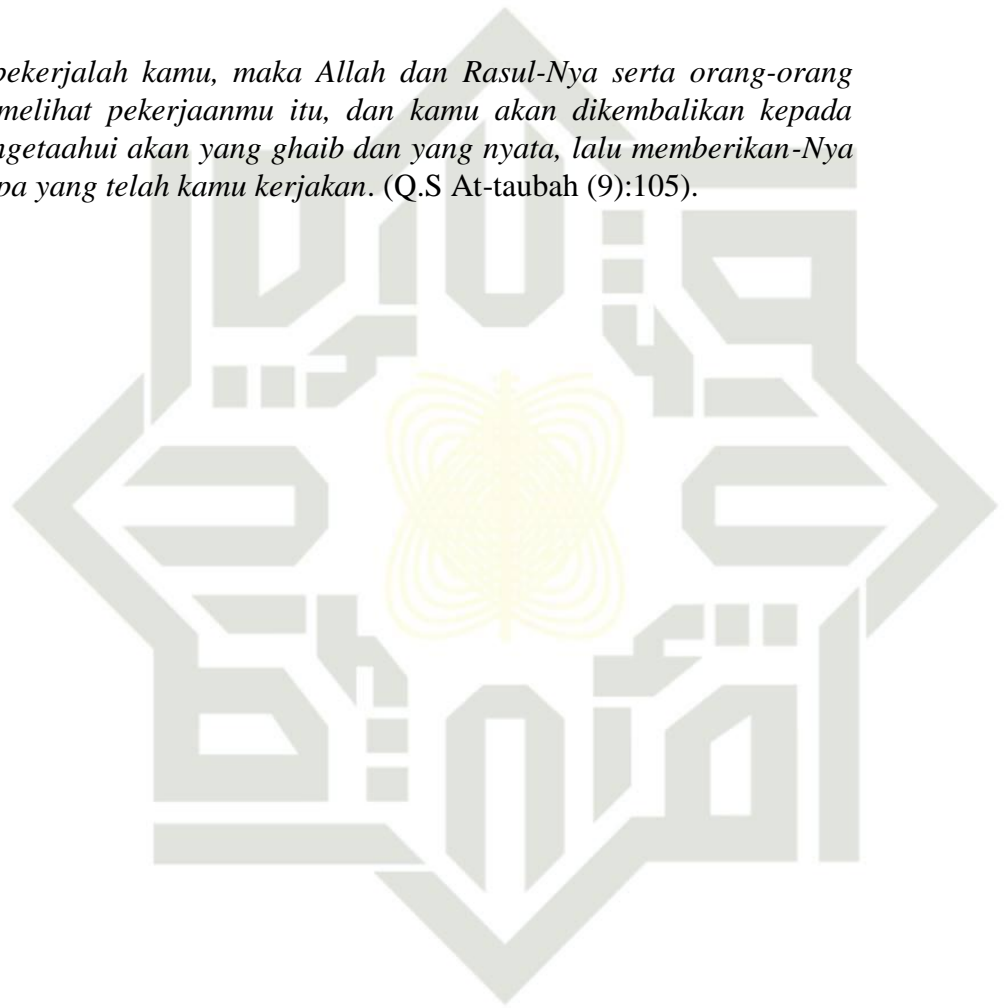 bekerjalah kamu, maka Allah dan Rasul-Nya serta orang-orang
melihat pekerjaanmu itu, dan kamu akan dikembalikan kepada
ngetaahui akan yang ghaib dan yang nyata, lalu memberikan-Nya
pa yang telah kamu kerjakan. (Q.S At-taubah (9):105).